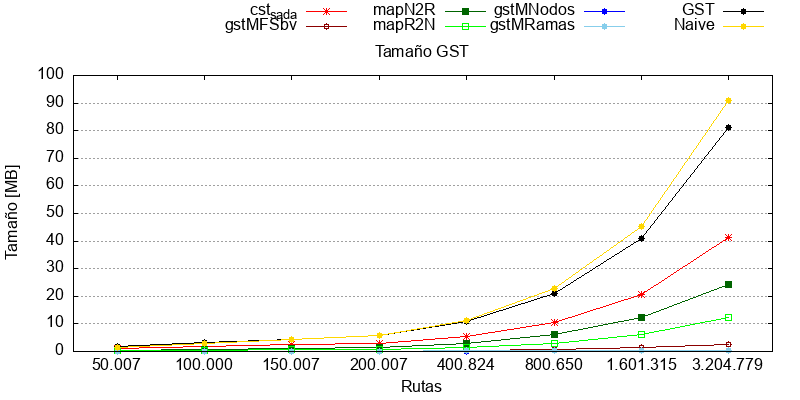 cst_sada mapN2R gstMNodos GST
gstMFSbv mapR2N gstMRamas Naive
Tamaño GST
100
90
80
70
60
50
40
30
20
10
0
Tamaño [MB]
50.007 100.000 150.007 200.007 400.824 800.650 1.601.315 3.204.779
Rutas